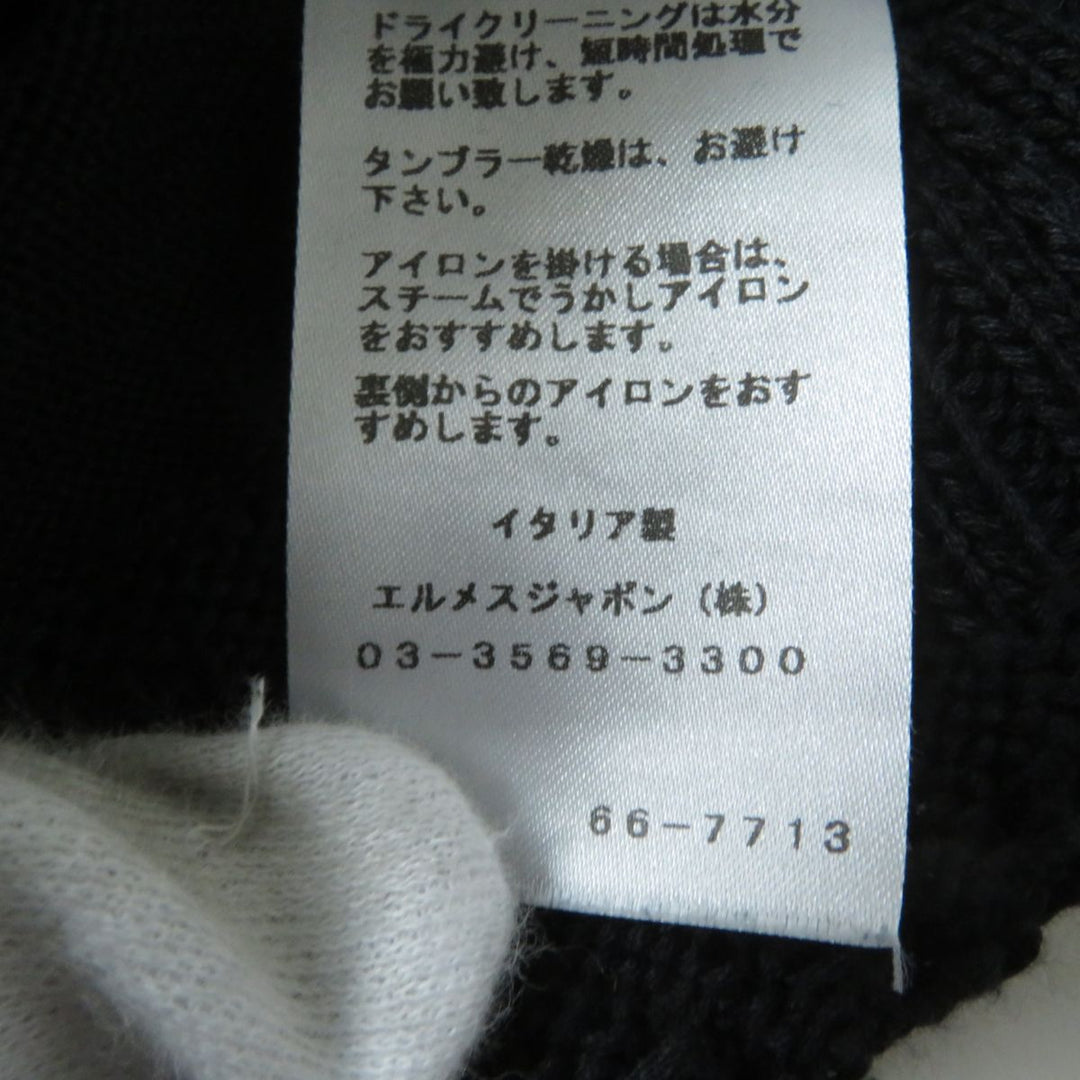 ドライクリーニングは水分
を極力避け、短時間処理で
お願い致します。
タンブラー乾燥は、お避け
下さい。
アイロンを掛ける場合は、
スチームでうかしアイロン
をおすすめします。
裏側からのアイロンをおす
すめします。
イタリア製
エルメスジャポン（株）
03-3569-3300
66-7713